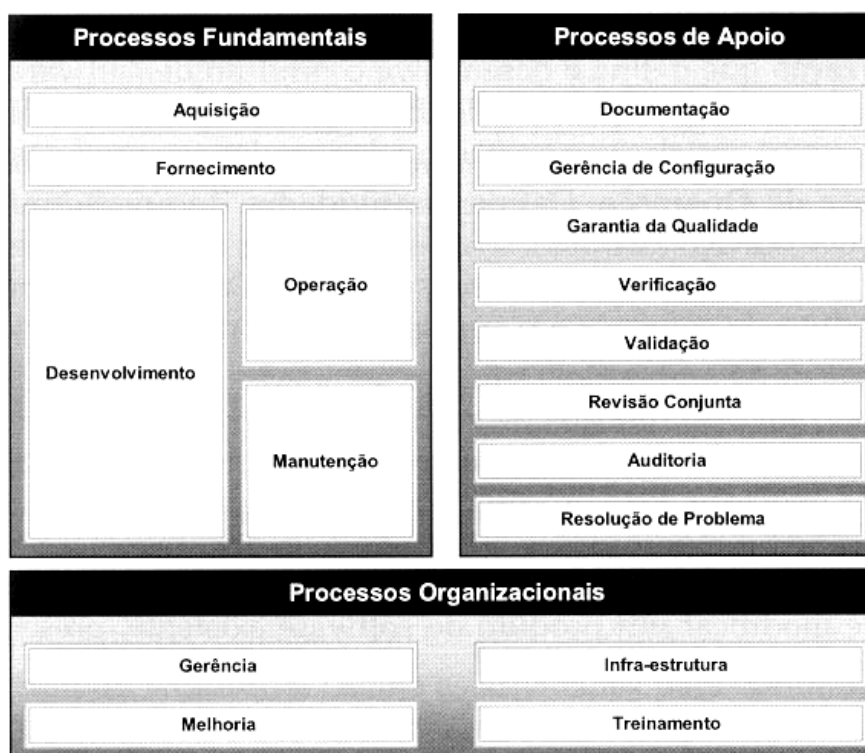 Processos Fundamentais
Aquisição
Fornecimento
Desenvolvimento
Operação
Manutenção
Processos de Apoio
Documentação
Gerência de Configuração
Garantia da Qualidade
Verificação
Validação
Revisão Conjunta
Auditoria
Resolução de Problema
Processos Organizacionais
Gerência
Infra-estrutura
Melhoria
Treinamento